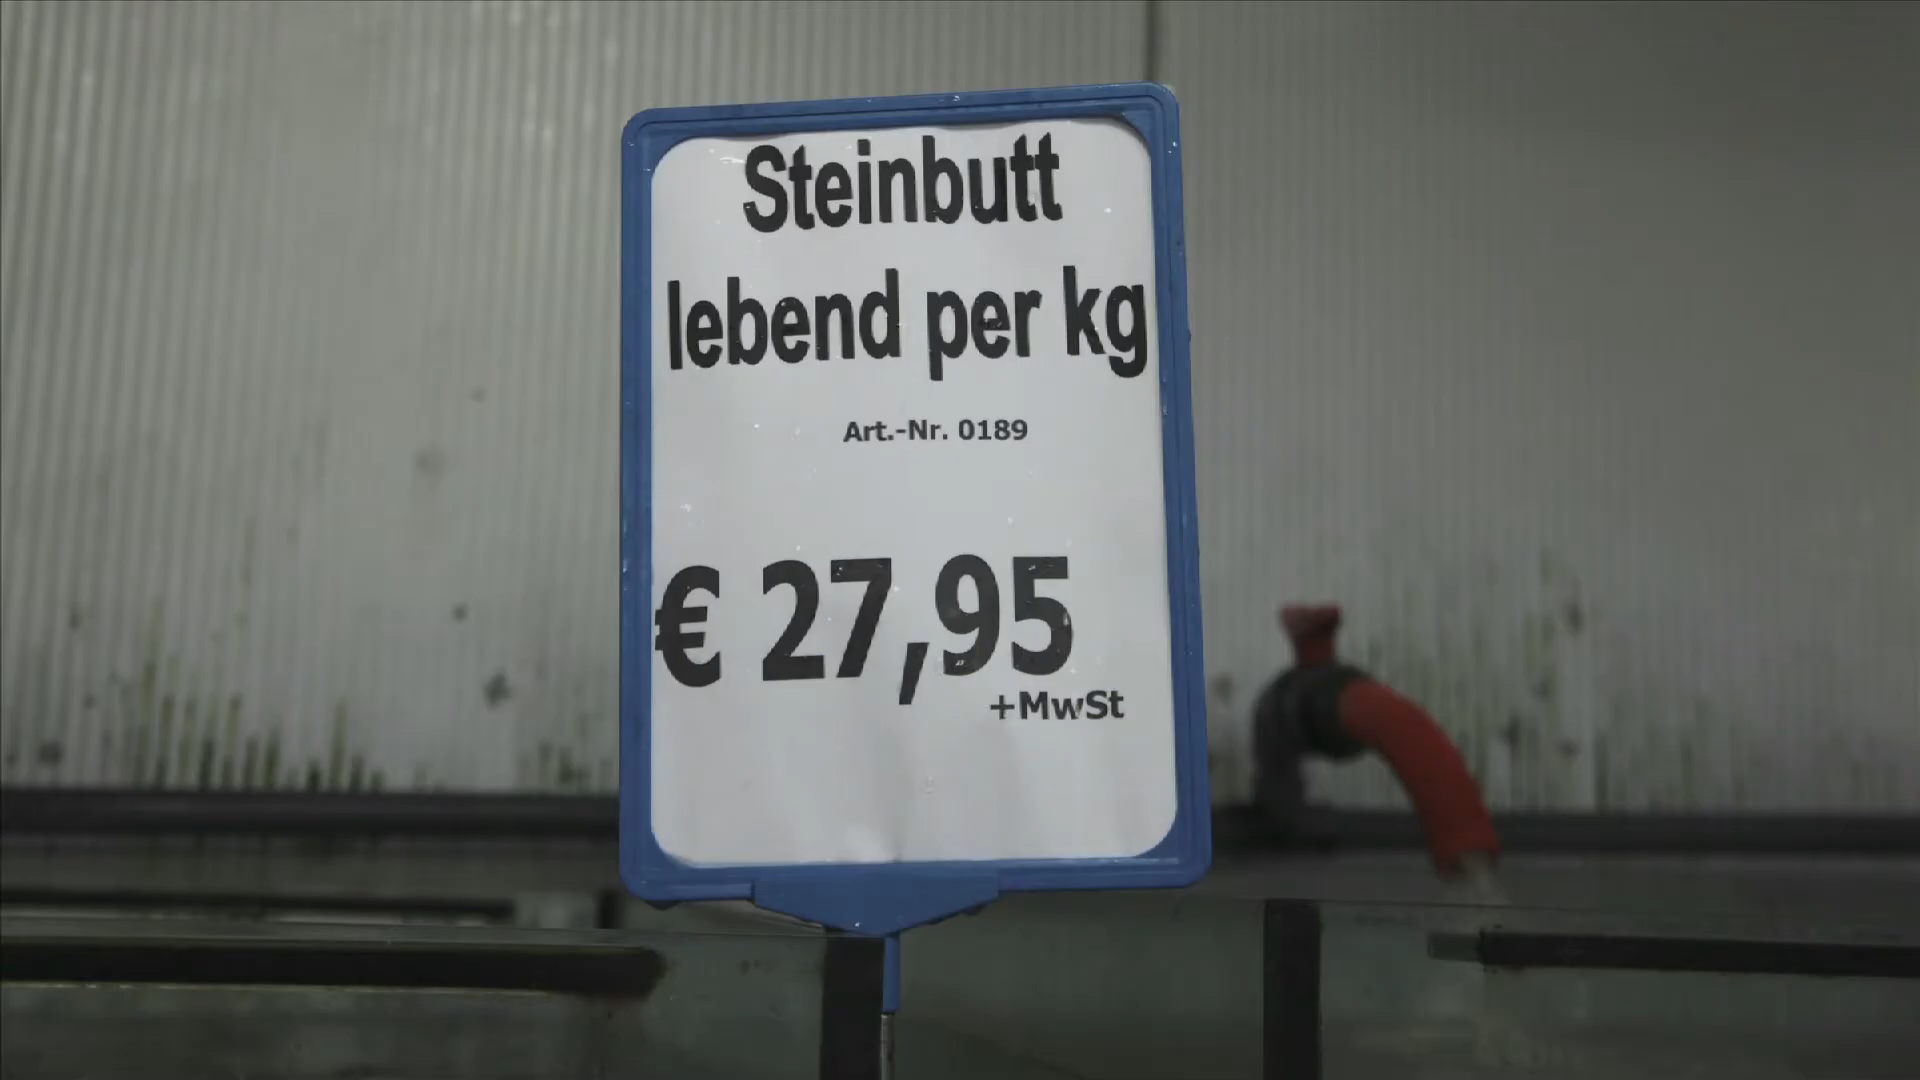 Steinbutt
lebend per kg
Art.-Nr. 0189
€ 27,95
+MwSt